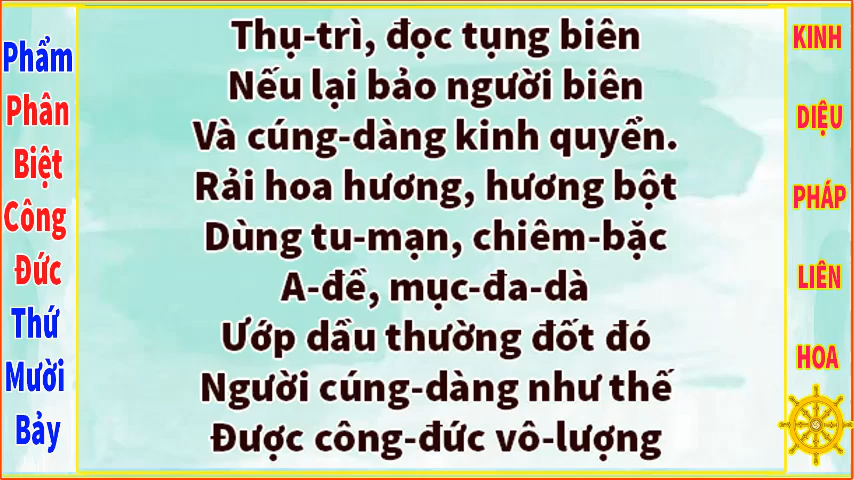 Phẩm
Phân
Biệt
Công
Đức
Thứ
Mười
Bảy
Thụ-trì, đọc tụng biên
Nếu lại bảo người biên
Và cúng-dàng kinh quyển.
Rải hoa hương, hương bột
Dùng tu-mạn, chiêm-bặc
A-đề, mục-đa-dà
Ướp dầu thường đốt đó
Người cúng-dàng như thế
Được công-đức vô-lượng
KINH
DIỆU
PHÁP
LIÊN
HOA